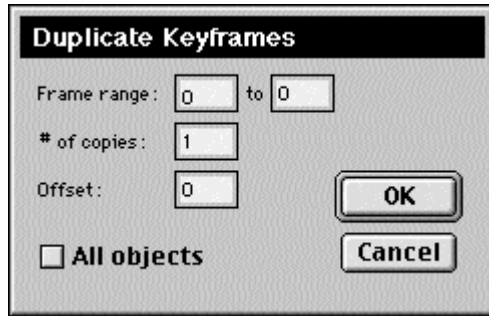 Duplicate Keyframes
Frame range: 0 to 0
# of copies: 1
Offset: 0
OK
All objects
Cancel